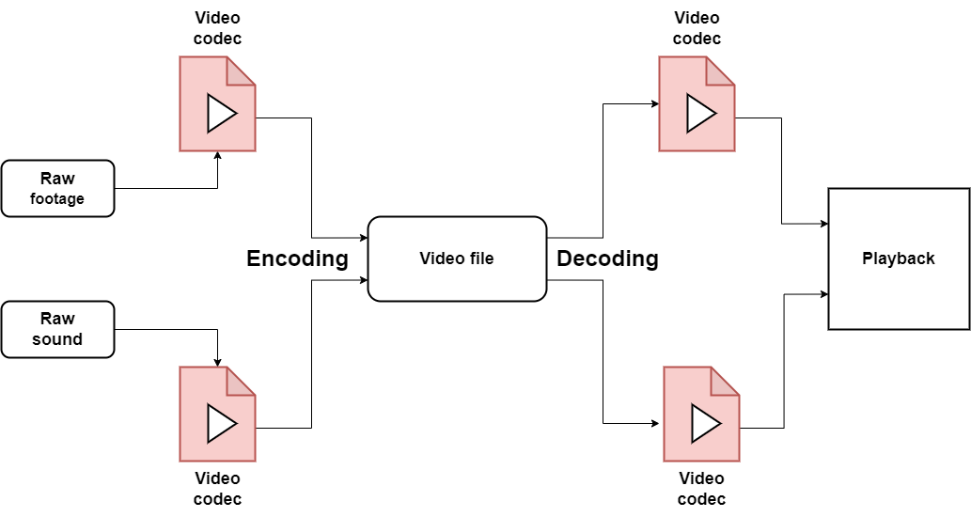 Video
codec
Video
codec
Raw
footage
Encoding
Video file
Decoding
Playback
Raw
sound
Video
codec
Video
codec